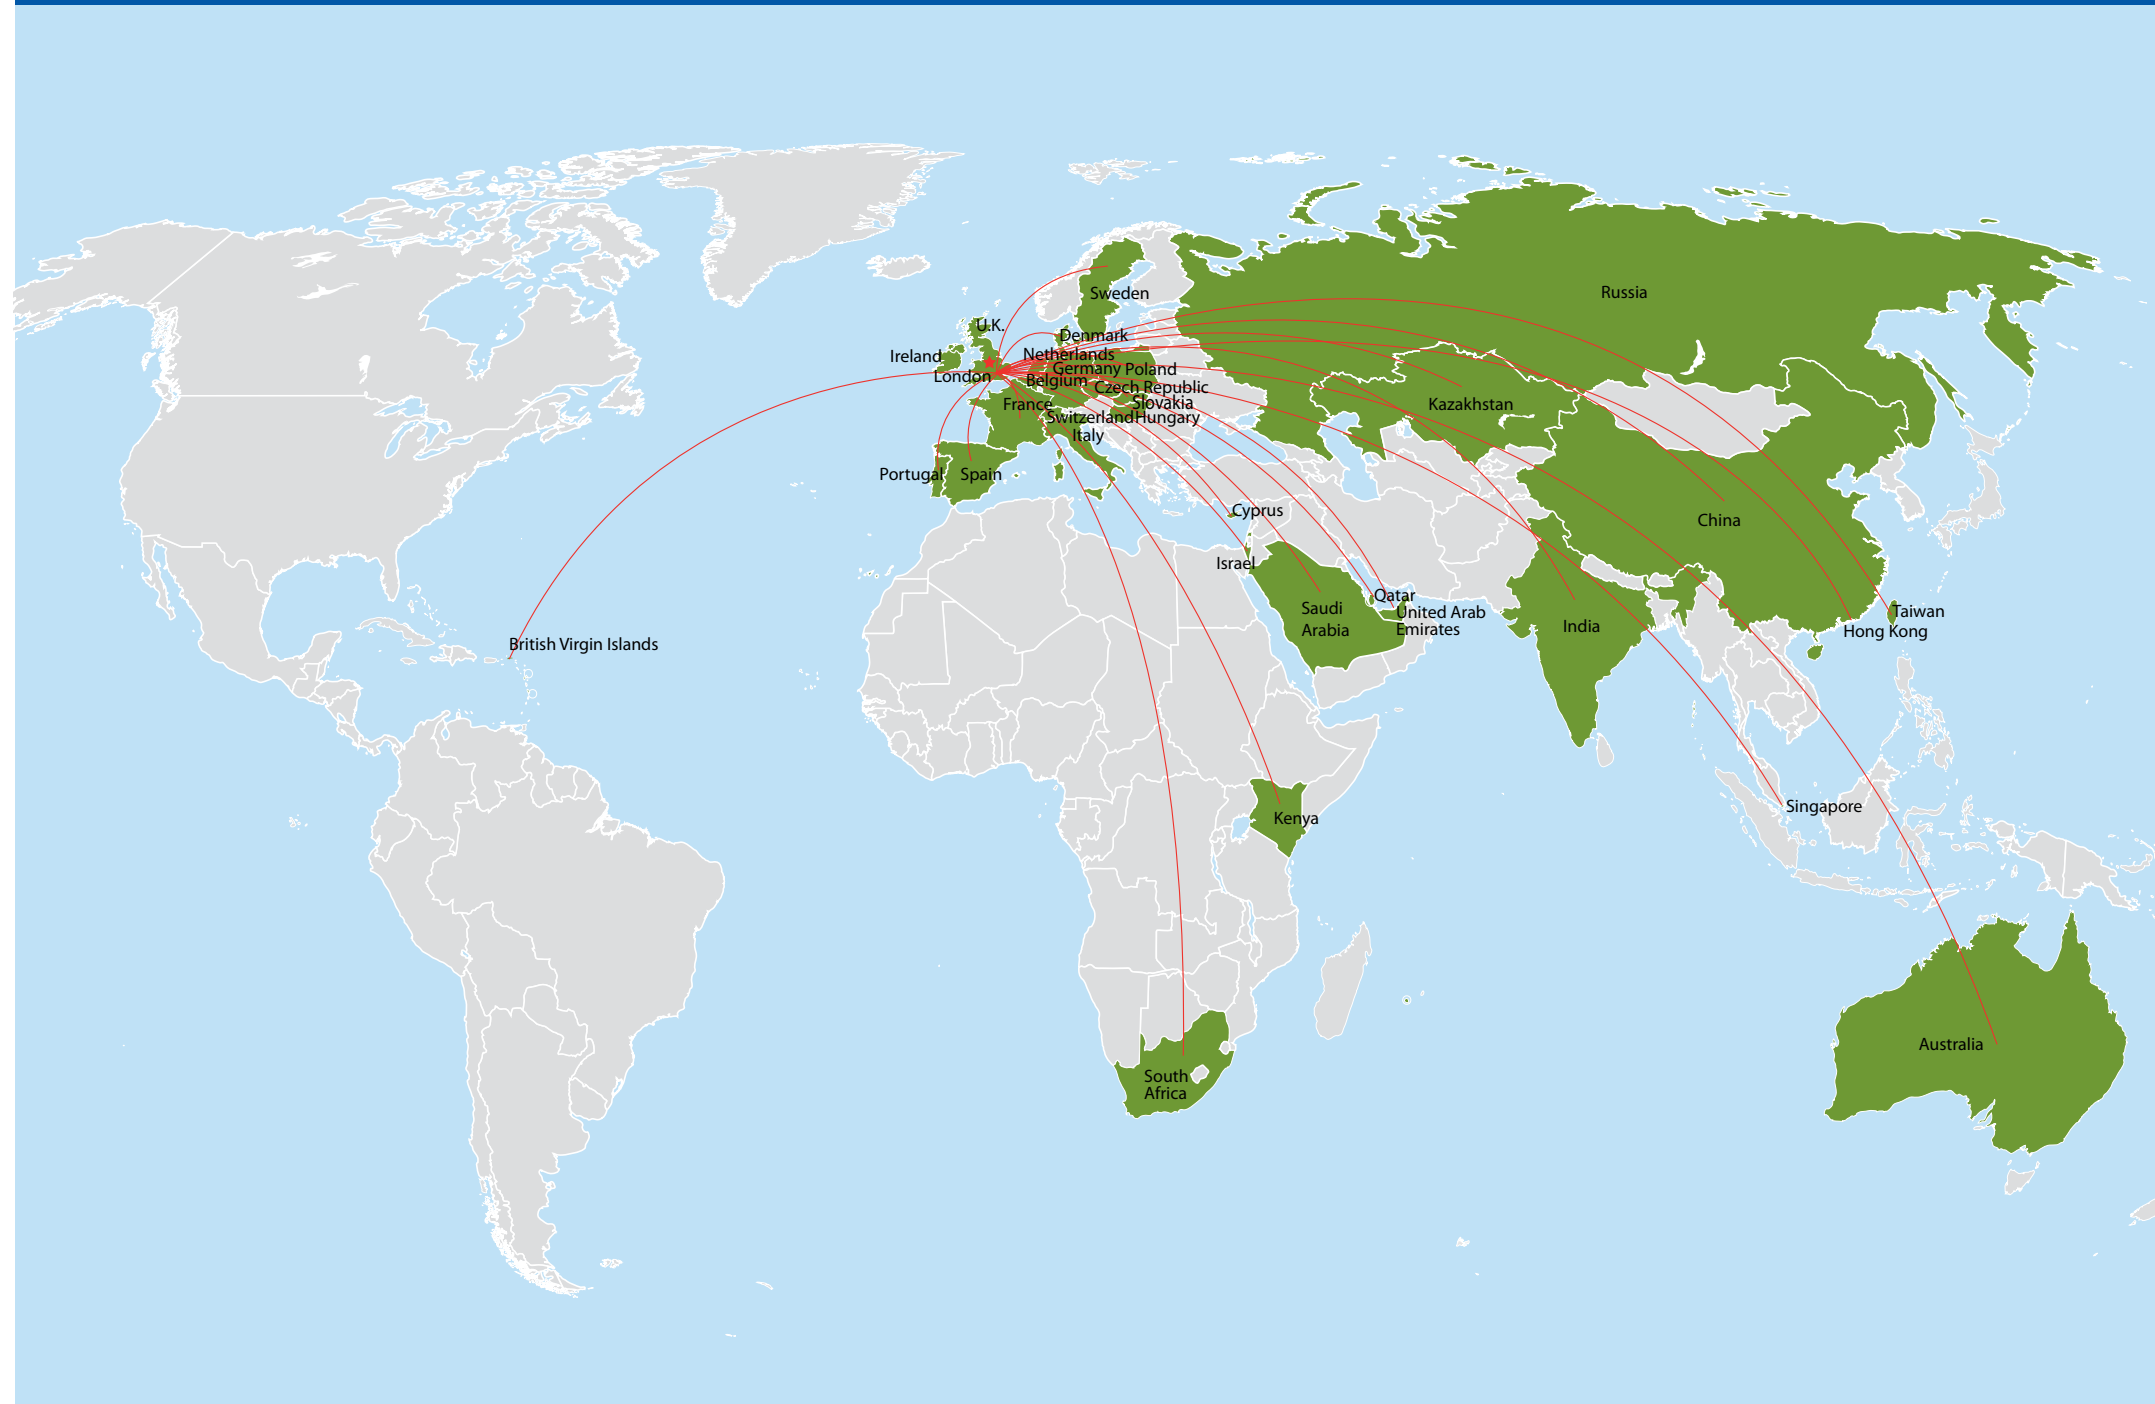 Sweden
Russia
U.K.
Denmark
Ireland
Netherlands
London
Germany
Poland
Belgium
Czech Republic
France
Slovakia
Kazakhstan
Switzerland
Hungary
Italy
Portugal
Spain
Cyprus
China
Israel
Qatar
Saudi
Arabia
United Arab
Emirates
India
Taiwan
Hong Kong
British Virgin Islands
Singapore
Kenya
Australia
South
Africa